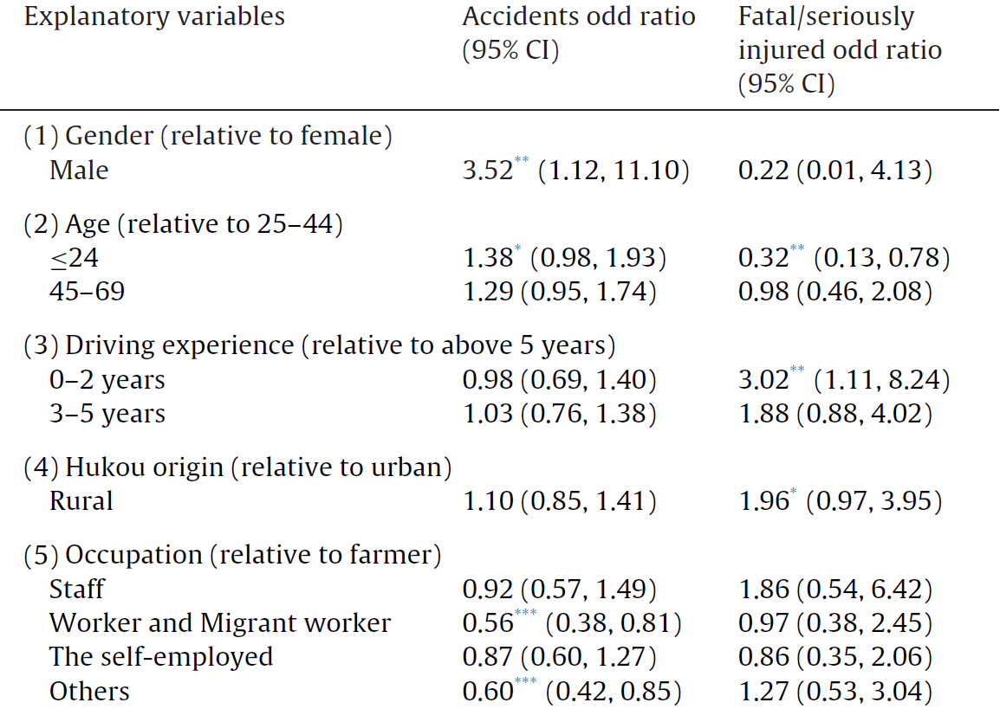 Explanatory variables Accidents odd ratio (95% CI) Fatal/seriously injured odd ratio (95% CI)
(1) Gender (relative to female)
Male 3.52** (1.12, 11.10) 0.22 (0.01, 4.13)
(2) Age (relative to 25–44)
≤24 1.38* (0.98, 1.93) 0.32** (0.13, 0.78)
45–69 1.29 (0.95, 1.74) 0.98 (0.46, 2.08)
(3) Driving experience (relative to above 5 years)
0–2 years 0.98 (0.69, 1.40) 3.02** (1.11, 8.24)
3–5 years 1.03 (0.76, 1.38) 1.88 (0.88, 4.02)
(4) Hukou origin (relative to urban)
Rural 1.10 (0.85, 1.41) 1.96* (0.97, 3.95)
(5) Occupation (relative to farmer)
Staff 0.92 (0.57, 1.49) 1.86 (0.54, 6.42)
Worker and Migrant worker 0.56*** (0.38, 0.81) 0.97 (0.38, 2.45)
The self-employed 0.87 (0.60, 1.27) 0.86 (0.35, 2.06)
Others 0.60*** (0.42, 0.85) 1.27 (0.53, 3.04)